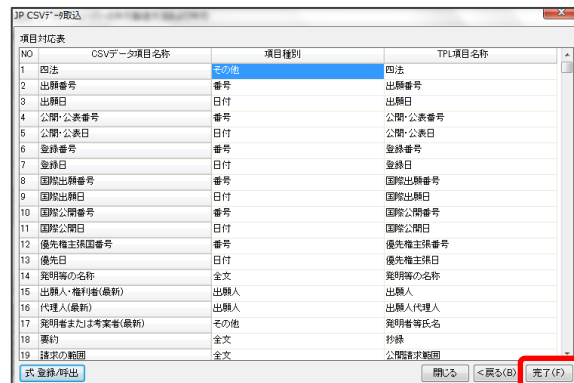 JP CSVﾃﾞｰﾀ取込
項目対応表
NO CSVデータ項目名称 項目種別 TPL項目名称
1 四法 その他 四法
2 出願番号 番号 出願番号
3 出願日 日付 出願日
4 公開・公表番号 番号 公開・公表番号
5 公開・公表日 日付 公開・公表日
6 登録番号 番号 登録番号
7 登録日 日付 登録日
8 国際出願番号 番号 国際出願番号
9 国際出願日 日付 国際出願日
10 国際公開番号 番号 国際公開番号
11 国際公開日 日付 国際公開日
12 優先権主張国番号 番号 優先権主張番号
13 優先日 日付 優先権主張日
14 発明等の名称 全文 発明等の名称
15 出願人・権利者(最新) 出願人 出願人
16 代理人(最新) 出願人 出願人代理人
17 発明者または考案者(最新) その他 発明者等氏名
18 要約 全文 抄録
19 請求の範囲 全文 公開請求範囲
式 登録/呼出 閉じる <戻る(B) 完了(F)